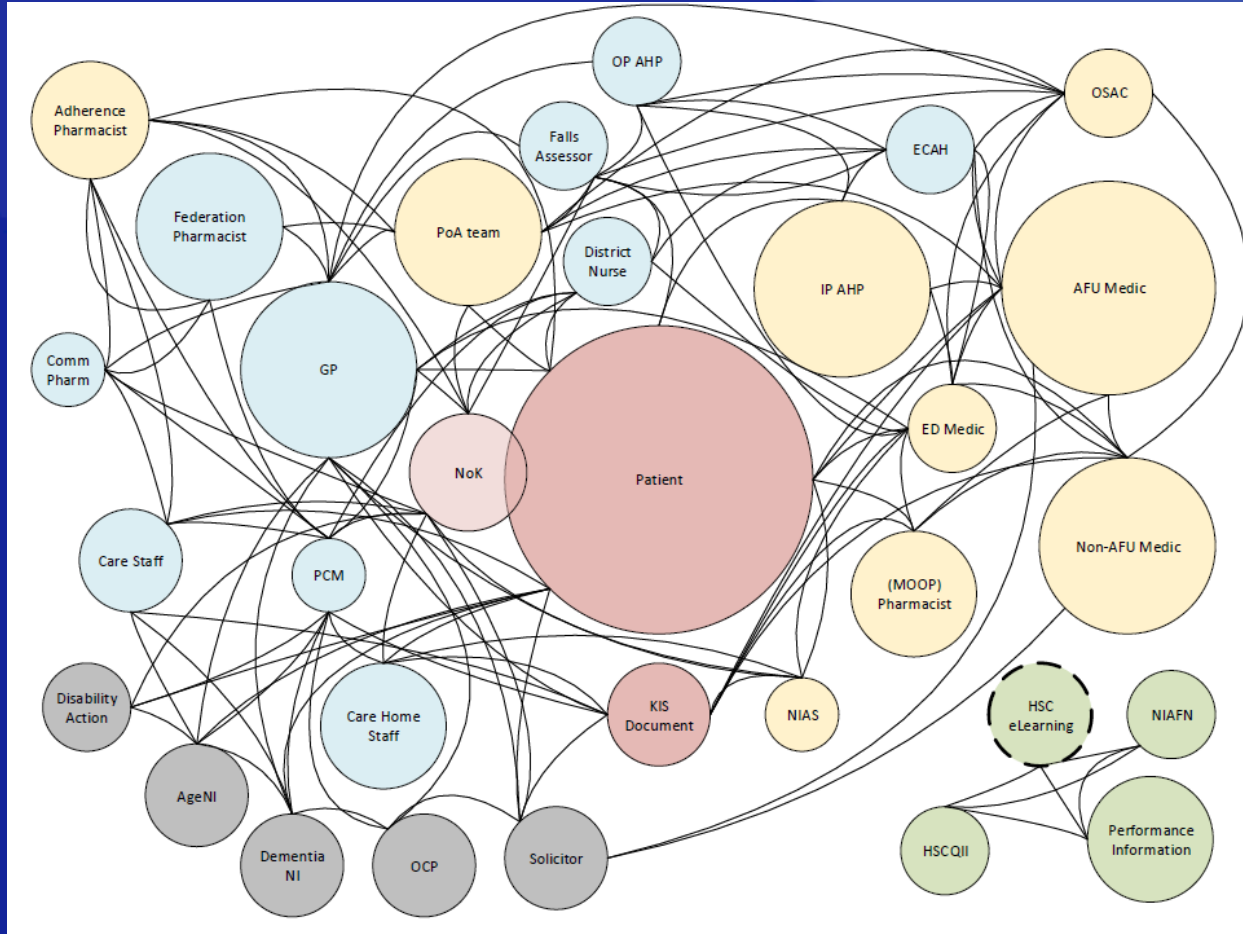 OP AHP
OSAC
Adherence
Pharmacist
Falls
Assessor
ECAH
Federation
Pharmacist
PoA team
District
Nurse
IP AHP
AFU Medic
Comm
Pharm
GP
ED Medic
NoK
Patient
Non-AFU Medic
Care Staff
PCM
(MOOP)
Pharmacist
Disability
Action
Care Home
Staff
KIS
Document
NIAS
HSC
eLearning
NIAFN
AgeNI
Dementia
NI
OCP
Solicitor
HSCQII
Performance
Information